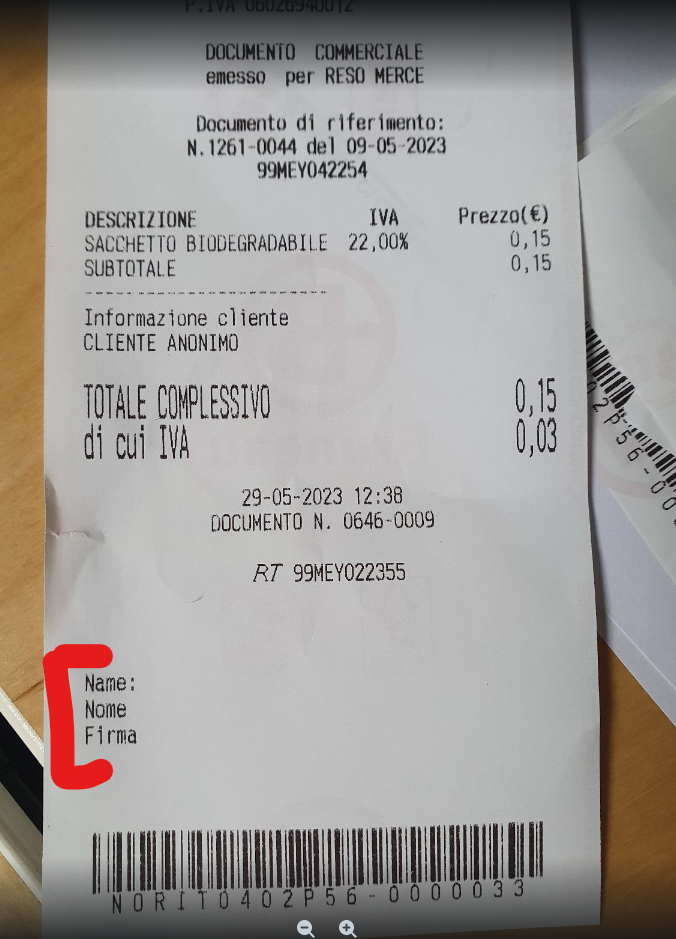 P.IVA 06026940012
DOCUMENTO COMMERCIALE
emesso per RESO MERCE
Documento di riferimento:
N.1261-0044 del 09-05-2023
99MEY042254
DESCRIZIONE IVA Prezzo(€)
SACCHETTO BIODEGRADABILE 22,00% 0,15
SUBTOTALE 0,15
Informazione cliente
CLIENTE ANONIMO
TOTALE COMPLESSIVO 0,15
di cui IVA 0,03
29-05-2023 12:38
DOCUMENTO N. 0646-0009
RT 99MEY022355
Name:
Nome
Firma
NORIT0402P56-0000033